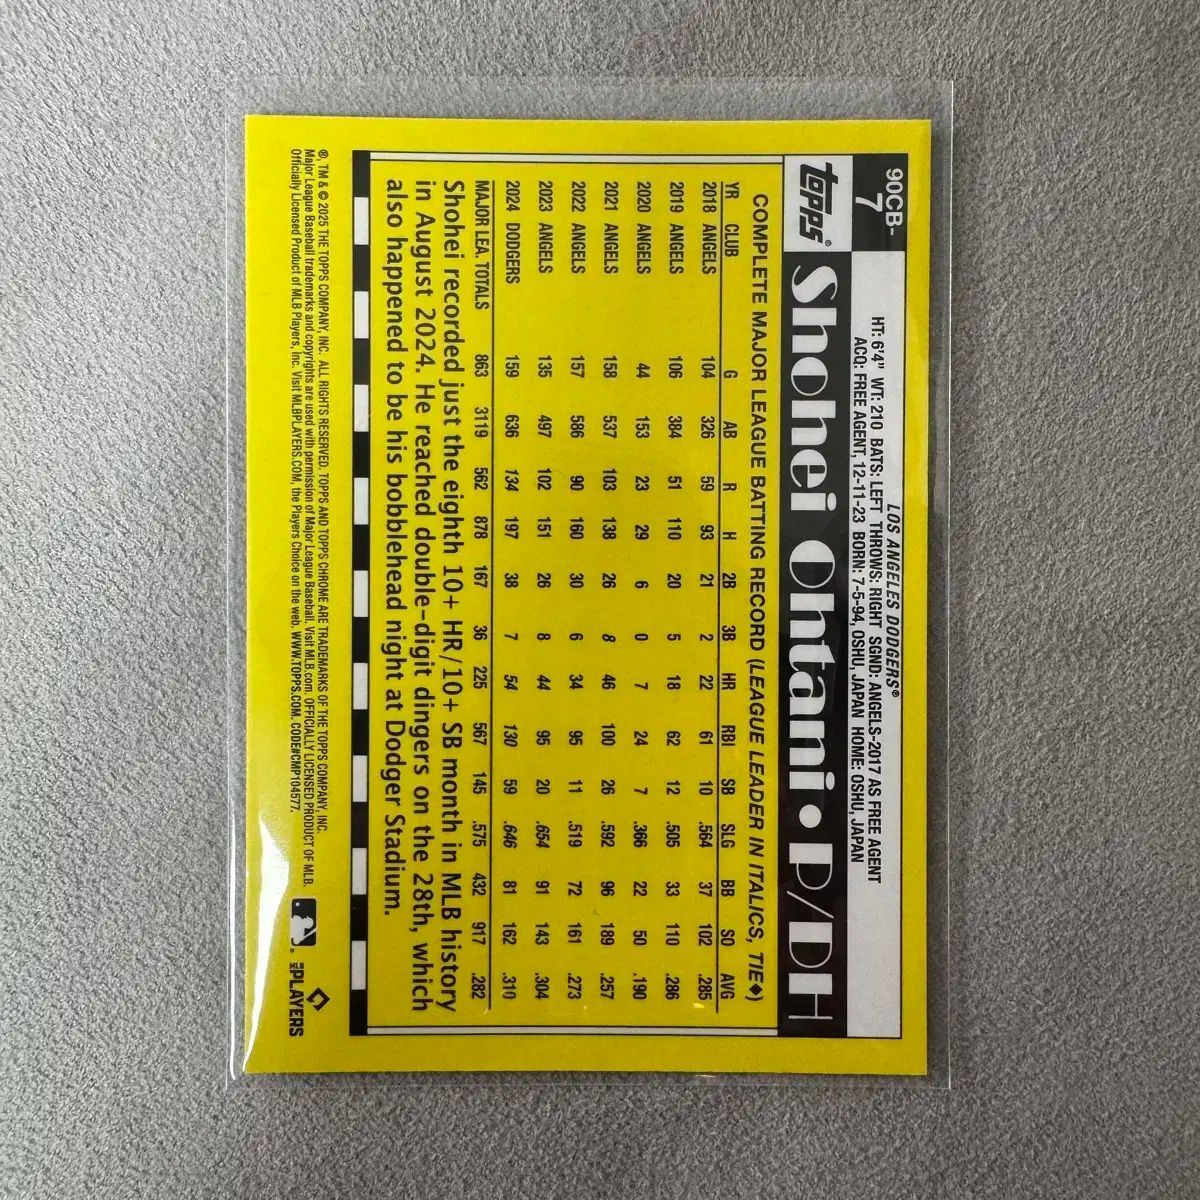 90CB-
7
LOS ANGELES DODGERS®
HT: 6'4" WT: 210 BATS: LEFT THROWS: RIGHT SGND: ANGELS-2017 AS FREE AGENT
ACQ: FREE AGENT, 12-11-23 BORN: 7-5-94, OSHU, JAPAN HOME: OSHU, JAPAN
topps® Shohei Ohtani • P/DH
COMPLETE MAJOR LEAGUE BATTING RECORD (LEAGUE LEADER IN ITALICS, TIE◆)
YR CLUB G AB R H 2B 3B HR RBI SB SLG BB SO AVG
2018 ANGELS 104 326 59 93 21 2 22 61 10 .564 37 102 .285
2019 ANGELS 106 384 51 110 20 5 18 62 12 .505 33 110 .286
2020 ANGELS 44 153 23 29 6 0 7 24 7 .366 22 50 .190
2021 ANGELS 158 537 103 138 26 8 46 100 26 .592 96 189 .257
2022 ANGELS 157 586 90 160 30 6 34 95 11 .519 72 161 .273
2023 ANGELS 135 497 102 151 26 8 44 95 20 .654 91 143 .304
2024 DODGERS 159 636 134 197 38 7 54 130 59 .646 81 162 .310
MAJOR LEA. TOTALS 863 3119 562 878 167 36 225 567 145 .575 432 917 .282
Shohei recorded just the eighth 10+ HR/10+ SB month in MLB history
in August 2024. He reached double-digit dingers on the 28th, which
also happened to be his bobblehead night at Dodger Stadium.
®, TM & © 2025 THE TOPPS COMPANY, INC. ALL RIGHTS RESERVED. TOPPS AND TOPPS CHROME ARE TRADEMARKS OF THE TOPPS COMPANY, INC.
Major League Baseball trademarks and copyrights are used with permission of Major League Baseball. Visit MLB.com. OFFICIALLY LICENSED PRODUCT OF MLB.
Officially Licensed Product of MLB Players, Inc. Visit MLBPLAYERS.COM, the Players Choice on the web. WWW.TOPPS.COM. CODE#CMP104577.
MLB PLAYERS